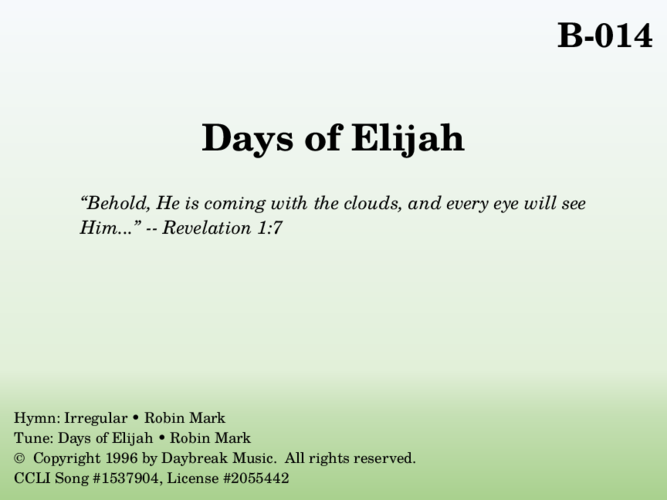 B-014
Days of Elijah
“Behold, He is coming with the clouds, and every eye will see
Him...” -- Revelation 1:7
Hymn: Irregular • Robin Mark
Tune: Days of Elijah • Robin Mark
©  Copyright 1996 by Daybreak Music.  All rights reserved.
CCLI Song #1537904, License #2055442